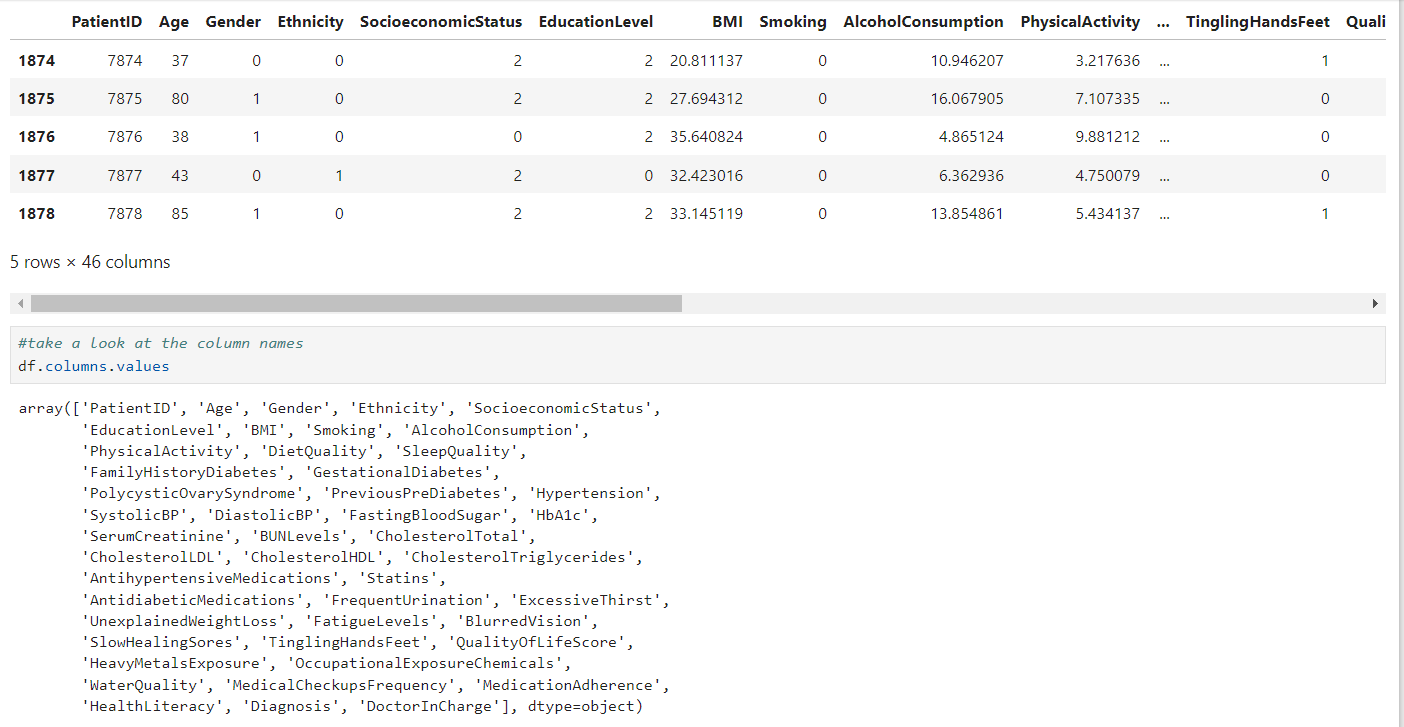 PatientID Age Gender Ethnicity SocioeconomicStatus EducationLevel BMI Smoking AlcoholConsumption PhysicalActivity ... TinglingHandsFeet Quali
1874 7874 37 0 0 2 2 20.811137 0 10.946207 3.217636 ... 1
1875 7875 80 1 0 2 2 27.694312 0 16.067905 7.107335 ... 0
1876 7876 38 1 0 0 2 35.640824 0 4.865124 9.881212 ... 0
1877 7877 43 0 1 2 0 32.423016 0 6.362936 4.750079 ... 0
1878 7878 85 1 0 2 2 33.145119 0 13.854861 5.434137 ... 1
5 rows × 46 columns
#take a look at the column names
df.columns.values
array(['PatientID', 'Age', 'Gender', 'Ethnicity', 'SocioeconomicStatus',
'EducationLevel', 'BMI', 'Smoking', 'AlcoholConsumption',
'PhysicalActivity', 'DietQuality', 'SleepQuality',
'FamilyHistoryDiabetes', 'GestationalDiabetes',
'PolycysticOvarySyndrome', 'PreviousPreDiabetes', 'Hypertension',
'SystolicBP', 'DiastolicBP', 'FastingBloodSugar', 'HbA1c',
'SerumCreatinine', 'BUNLevels', 'CholesterolTotal',
'CholesterolLDL', 'CholesterolHDL', 'CholesterolTriglycerides',
'AntihypertensiveMedications', 'Statins',
'AntidiabeticMedications', 'FrequentUrination', 'ExcessiveThirst',
'UnexplainedWeightLoss', 'FatigueLevels', 'BlurredVision',
'SlowHealingSores', 'TinglingHandsFeet', 'QualityOfLifeScore',
'HeavyMetalsExposure', 'OccupationalExposureChemicals',
'WaterQuality', 'MedicalCheckupsFrequency', 'MedicationAdherence',
'HealthLiteracy', 'Diagnosis', 'DoctorInCharge'], dtype=object)